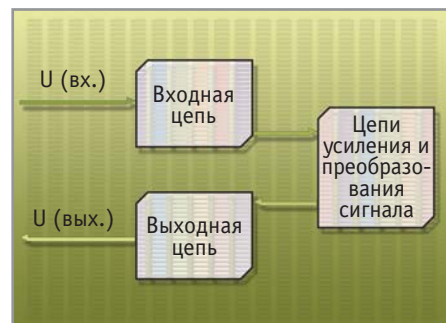 U (вх.)
Входная
цепь
Цепи
усиления и
преобразо-
вания
сигнала
U (вых.)
Выходная
цепь